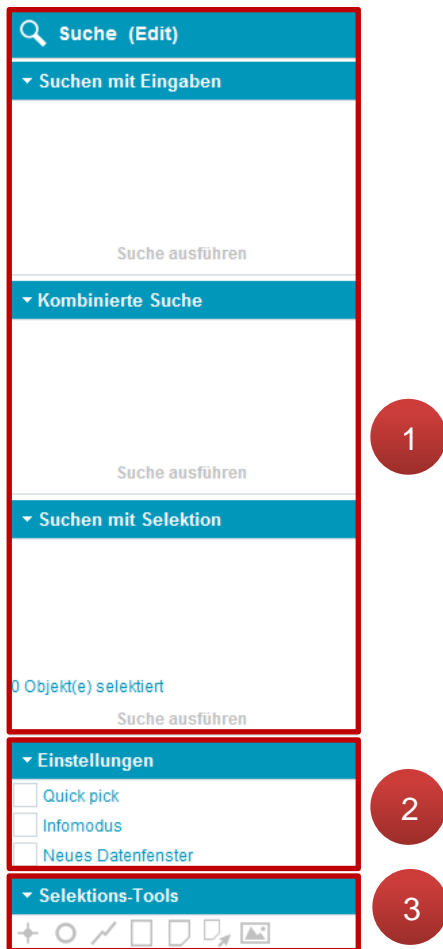 Suche (Edit)
Suchen mit Eingaben
Suche ausführen
Kombinierte Suche
Suche ausführen
1
Suchen mit Selektion
0 Objekt(e) selektiert
Suche ausführen
Einstellungen
Quick pick
Infomodus
Neues Datenfenster
2
Selektions-Tools
3